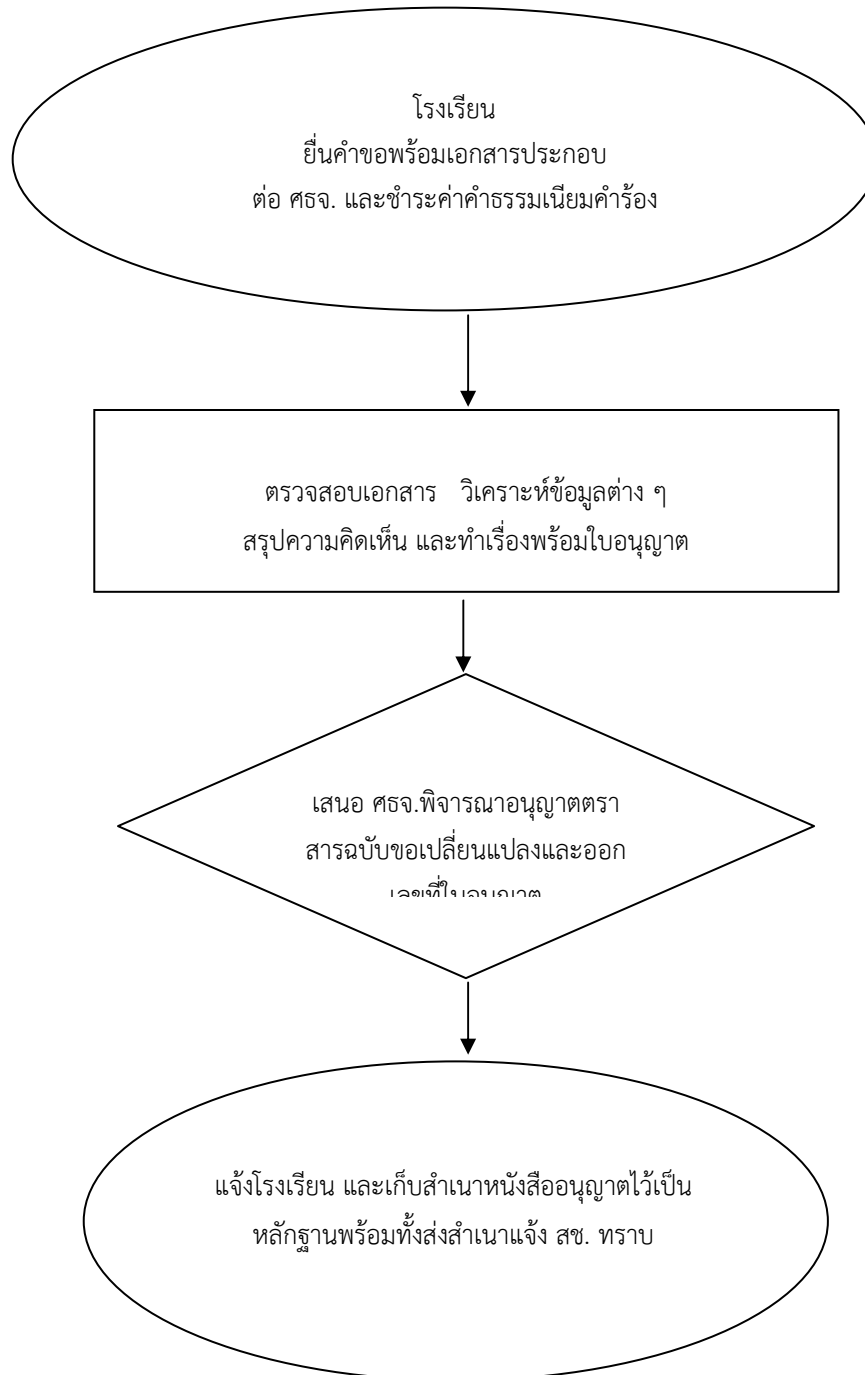 โรงเรียน
ยื่นคำขอพร้อมเอกสารประกอบ
ต่อ ศธจ. และชำระค่าคำธรรมเนียมคำร้อง
ตรวจสอบเอกสาร วิเคราะห์ข้อมูลต่าง ๆ
สรุปความคิดเห็น และทำเรื่องพร้อมใบอนุญาต
เสนอ ศธจ.พิจารณาอนุญาตตรา
สารฉบับขอเปลี่ยนแปลงและออก
เลขที่ใบอนุญาต
แจ้งโรงเรียน และเก็บสำเนาหนังสืออนุญาตไว้เป็น
หลักฐานพร้อมทั้งส่งสำเนาแจ้ง สช. ทราบ